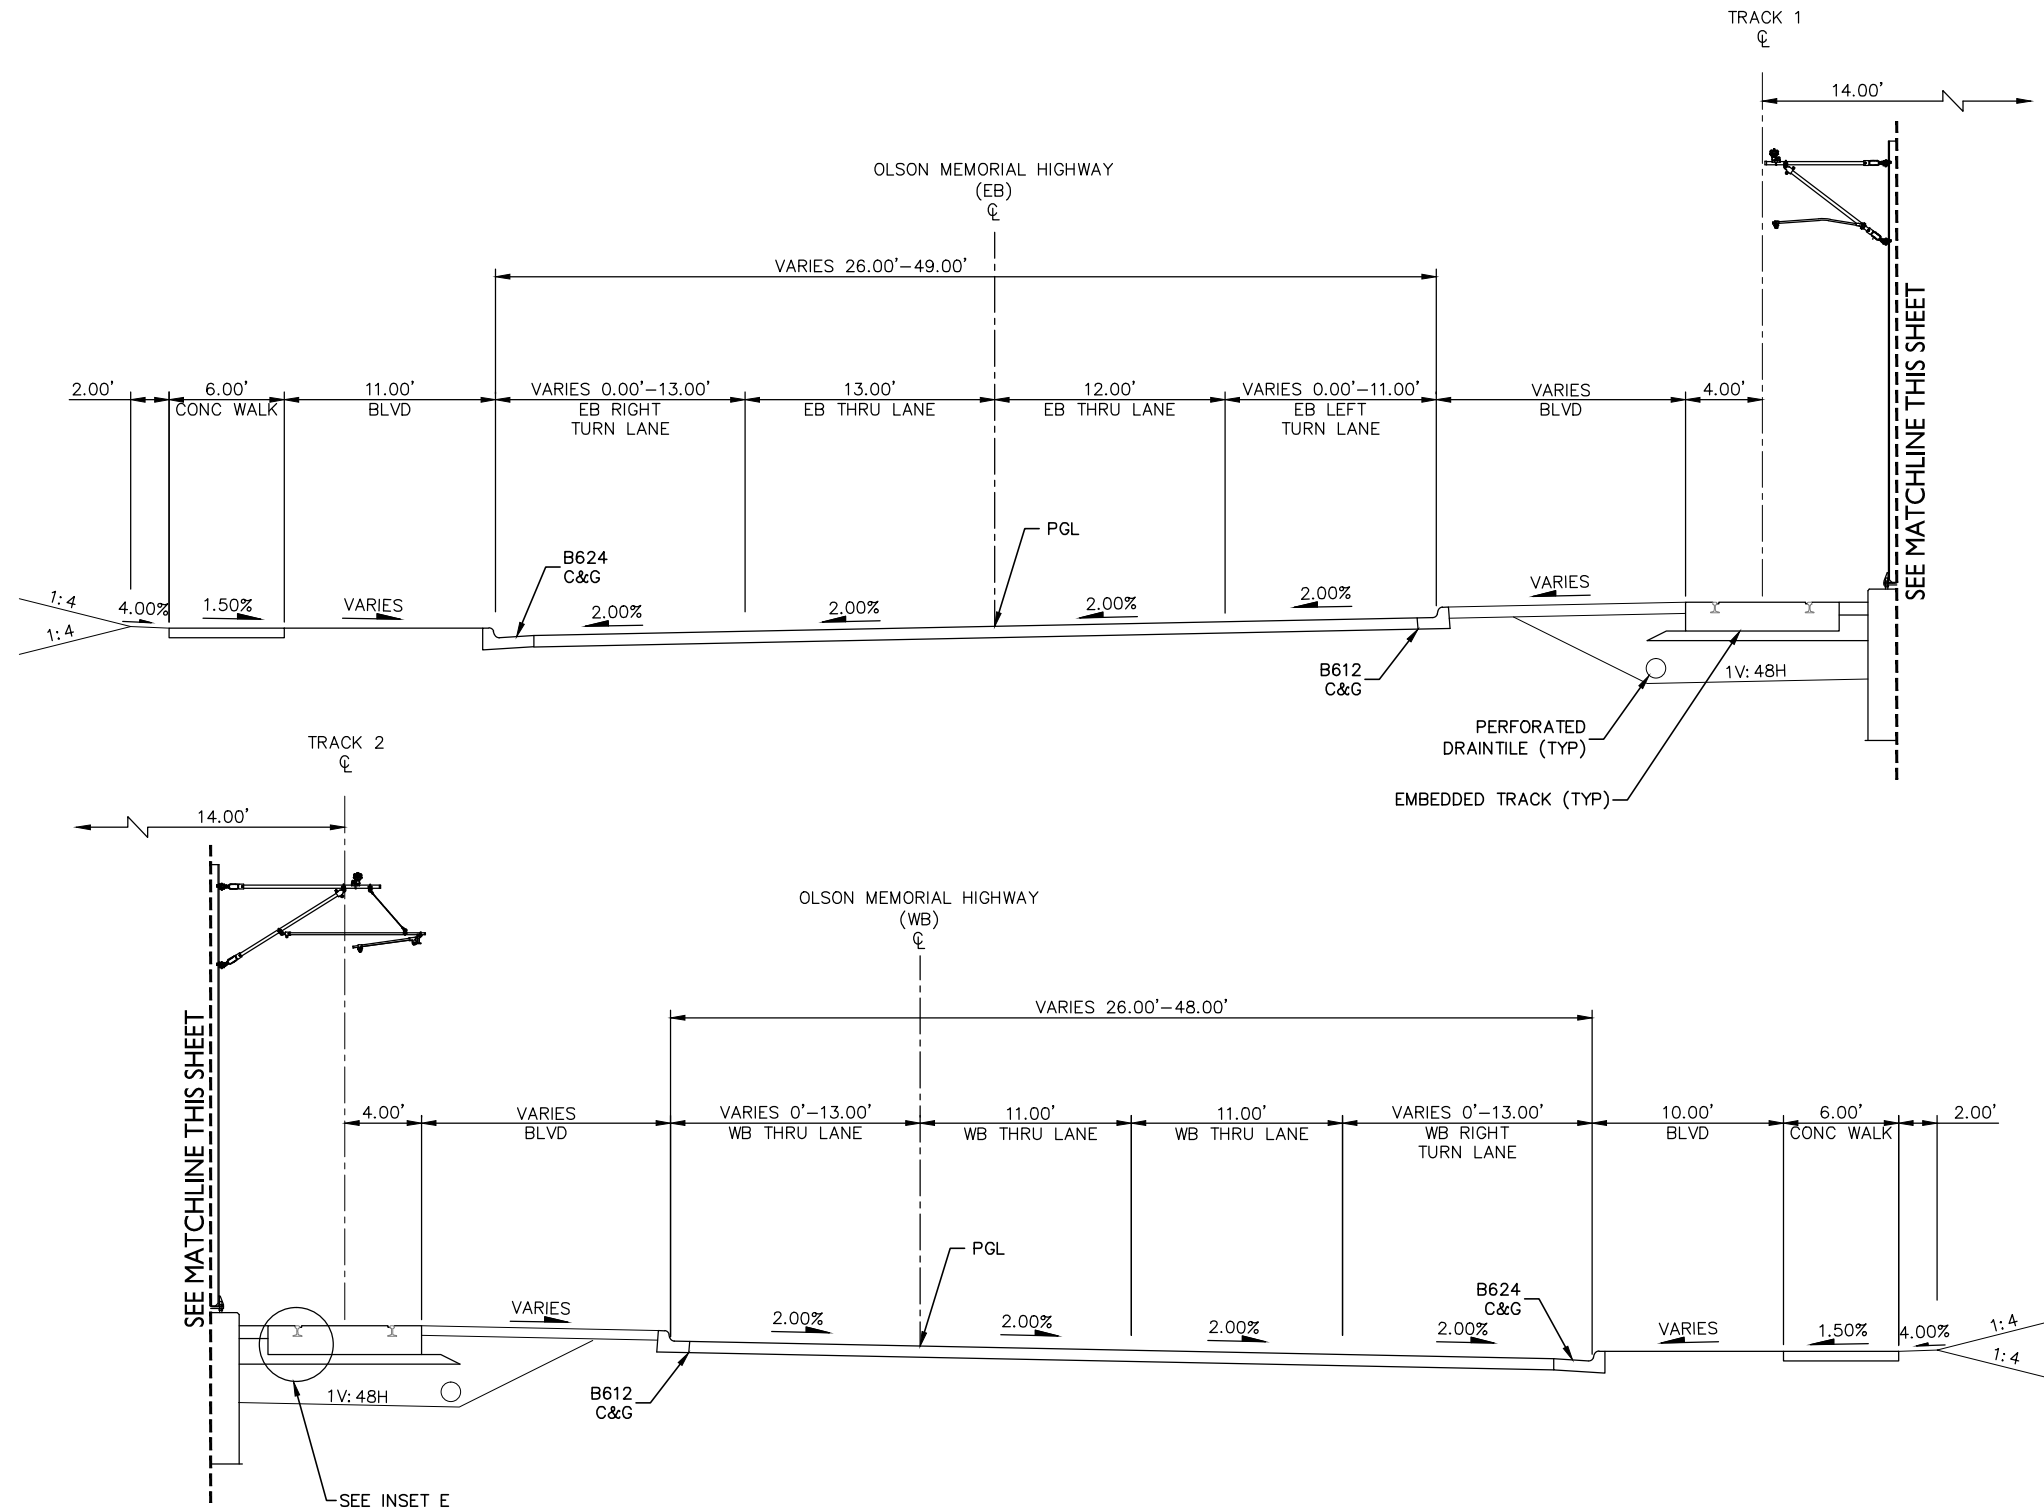 TRACK 1
℄
14.00'
OLSON MEMORIAL HIGHWAY
(EB)
℄
VARIES 26.00'-49.00'
2.00'
6.00'
CONC WALK
11.00'
BLVD
VARIES 0.00'-13.00'
EB RIGHT
TURN LANE
13.00'
EB THRU LANE
12.00'
EB THRU LANE
VARIES 0.00'-11.00'
EB LEFT
TURN LANE
VARIES
BLVD
4.00'
SEE MATCHLINE THIS SHEET
PGL
B624
C&G
1:4
1:4
4.00%
1.50%
VARIES
2.00%
2.00%
2.00%
2.00%
VARIES
B612
C&G
1V:48H
PERFORATED
DRAINTILE (TYP)
EMBEDDED TRACK (TYP)
TRACK 2
℄
14.00'
OLSON MEMORIAL HIGHWAY
(WB)
℄
VARIES 26.00'-48.00'
SEE MATCHLINE THIS SHEET
4.00'
VARIES
BLVD
VARIES 0'-13.00'
WB THRU LANE
11.00'
WB THRU LANE
11.00'
WB THRU LANE
VARIES 0'-13.00'
WB RIGHT
TURN LANE
10.00'
BLVD
6.00'
CONC WALK
2.00'
PGL
B624
C&G
VARIES
2.00%
2.00%
2.00%
2.00%
VARIES
1.50%
4.00%
1:4
1:4
1V:48H
B612
C&G
SEE INSET E